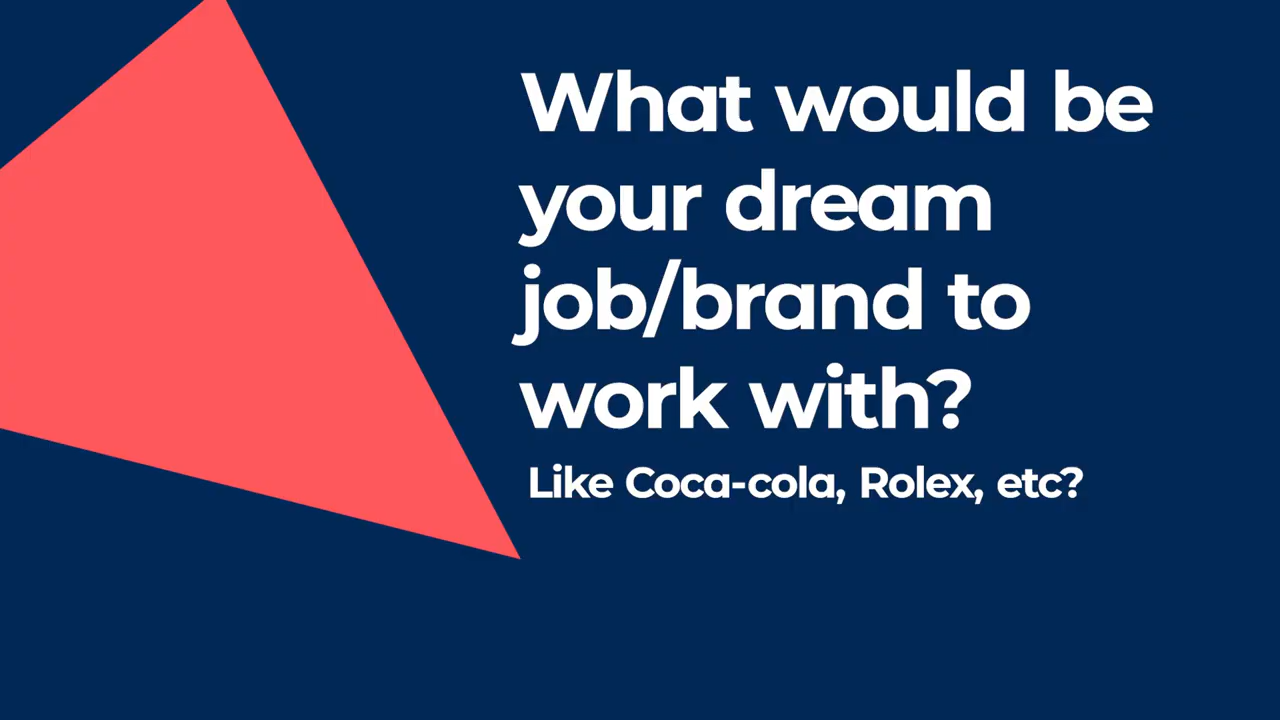 What would be
your dream
job/brand to
work with?
Like Coca-cola, Rolex, etc?